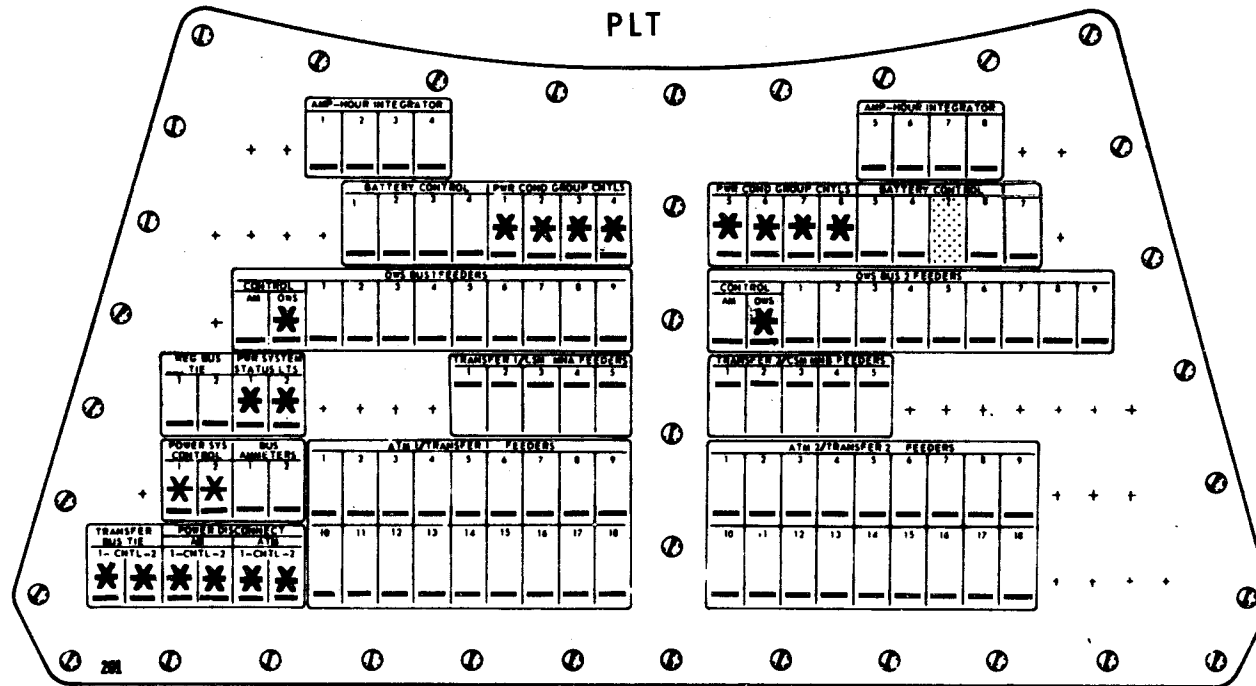 PLT
AMP-HOUR INTEGRATOR
1 2 3 4
AMP-HOUR INTEGRATOR
5 6 7 8
BATTERY CONTROL PWR COND GROUP CNTLS
1 2 3 4 1 2 3 4
PWR COND GROUP CNTLS BATTERY CONTROL
5 6 7 8 5 6 7 8 7
OWS BUS 1 FEEDERS
CONTROL
AM OWS 1 2 3 4 5 6 7 8 9
OWS BUS 2 FEEDERS
CONTROL
AM OWS 1 2 3 4 5 6 7 8 9
REG BUS TIE
1 2
PWR SYSTEM STATUS LTS
1 2
TRANSFER 1/CSM MNA FEEDERS
1 2 3 4 5
TRANSFER 2/CSM MNB FEEDERS
1 2 3 4 5
POWER SYS CONTROL
1 2
BUS AMMETERS
1 2
ATM 1/TRANSFER 1 FEEDERS
1 2 3 4 5 6 7 8 9
10 11 12 13 14 15 16 17 18
ATM 2/TRANSFER 2 FEEDERS
1 2 3 4 5 6 7 8 9
10 11 12 13 14 15 16 17 18
TRANSFER BUS TIE
1-CNTL-2
POWER DISCONNECT
AM ATM
1-CNTL-2 1-CNTL-2
201